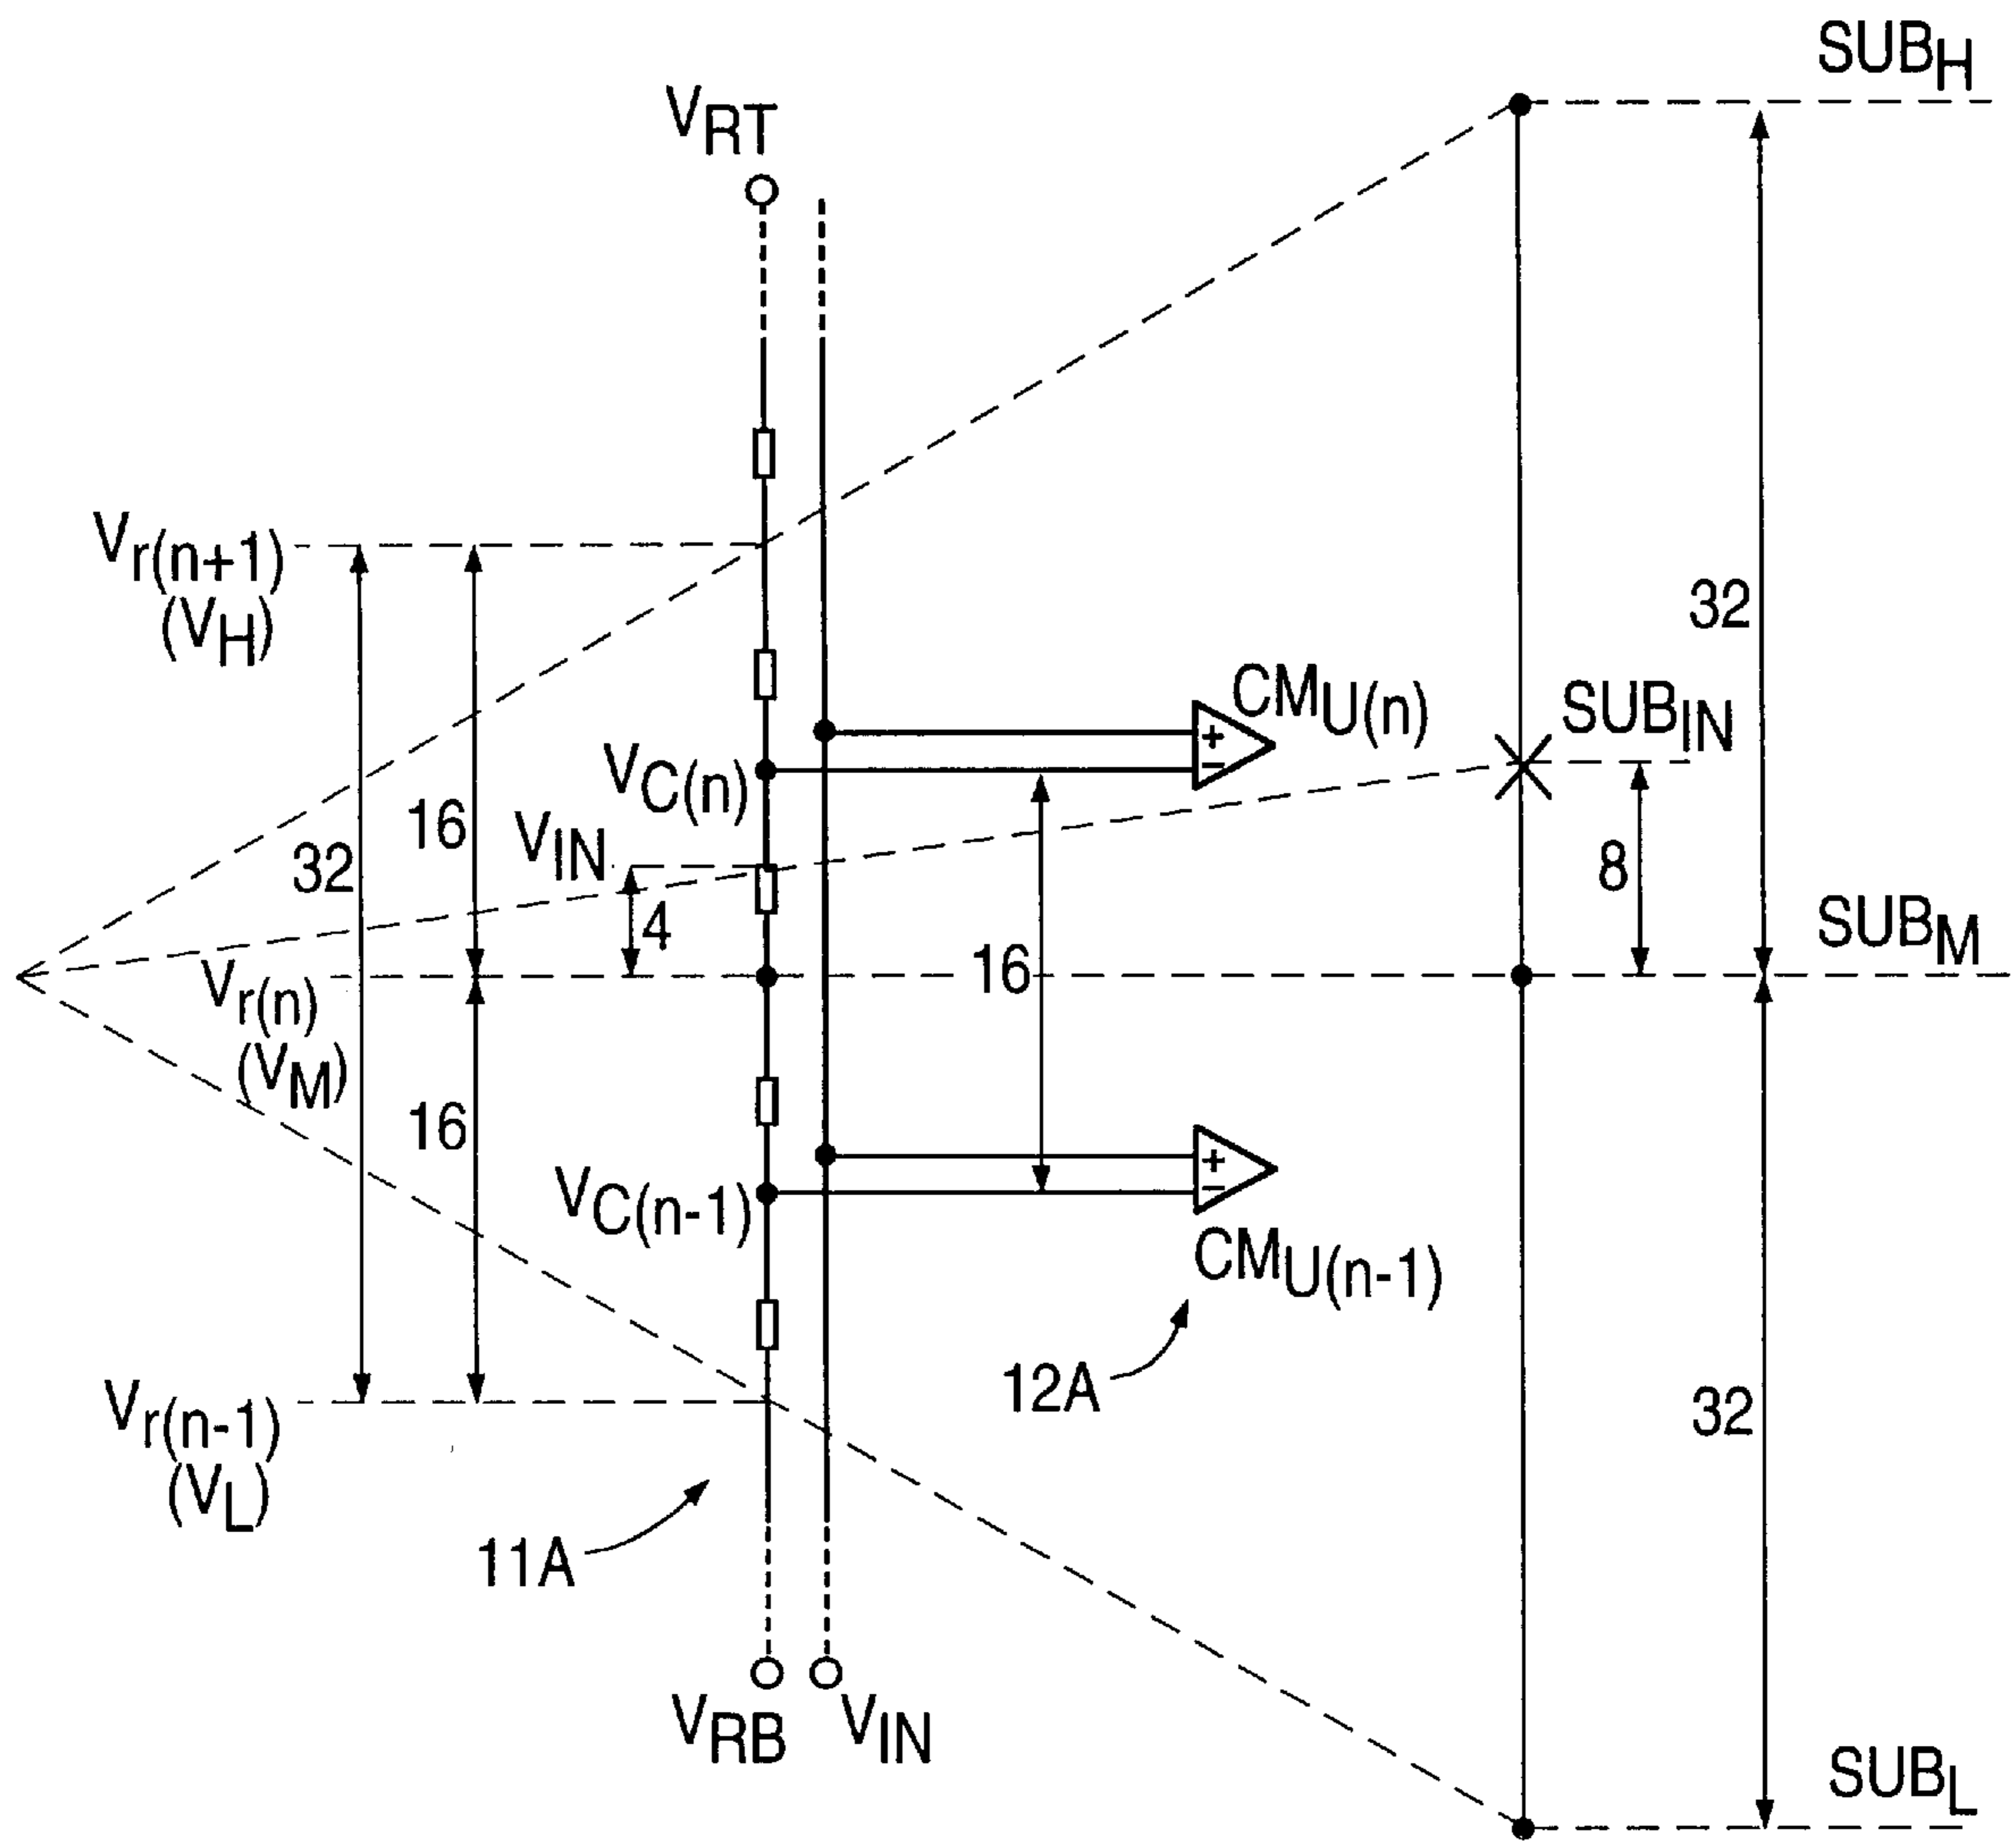 SUBH
VRT
Vr(n+1)
(VH)
32
CMU(n)
SUBIN
+
−
VC(n)
16
VIN
32
8
4
SUBM
16
Vr(n)
(VM)
16
+
−
VC(n-1)
CMU(n-1)
12A
Vr(n-1)
(VL)
32
11A
VRB
VIN
SUBL